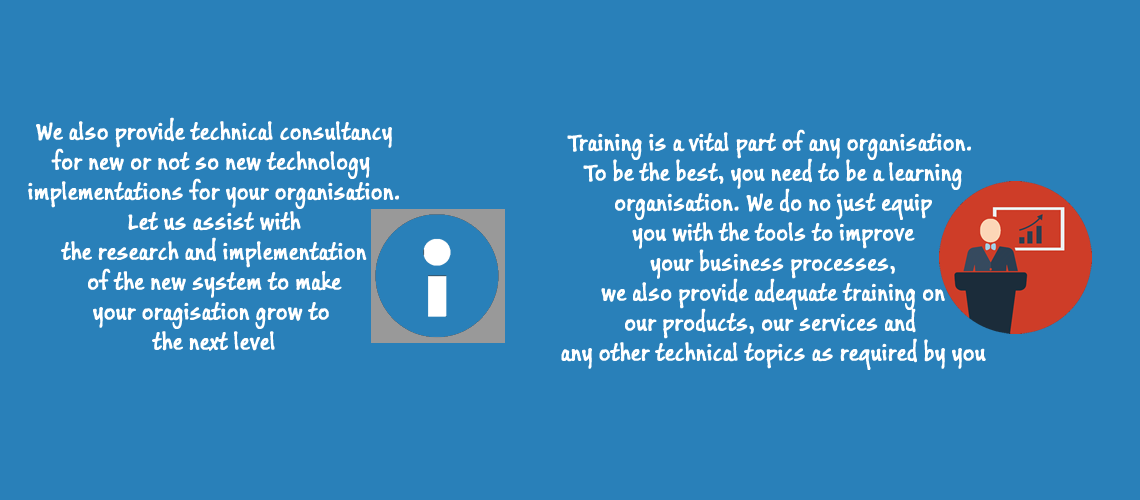 We also provide technical consultancy
for new or not so new technology
implementations for your organisation.
Let us assist with
the research and implementation
of the new system to make
your oragisation grow to
the next level
Training is a vital part of any organisation.
To be the best, you need to be a learning
organisation. We do no just equip
you with the tools to improve
your business processes,
we also provide adequate training on
our products, our services and
any other technical topics as required by you